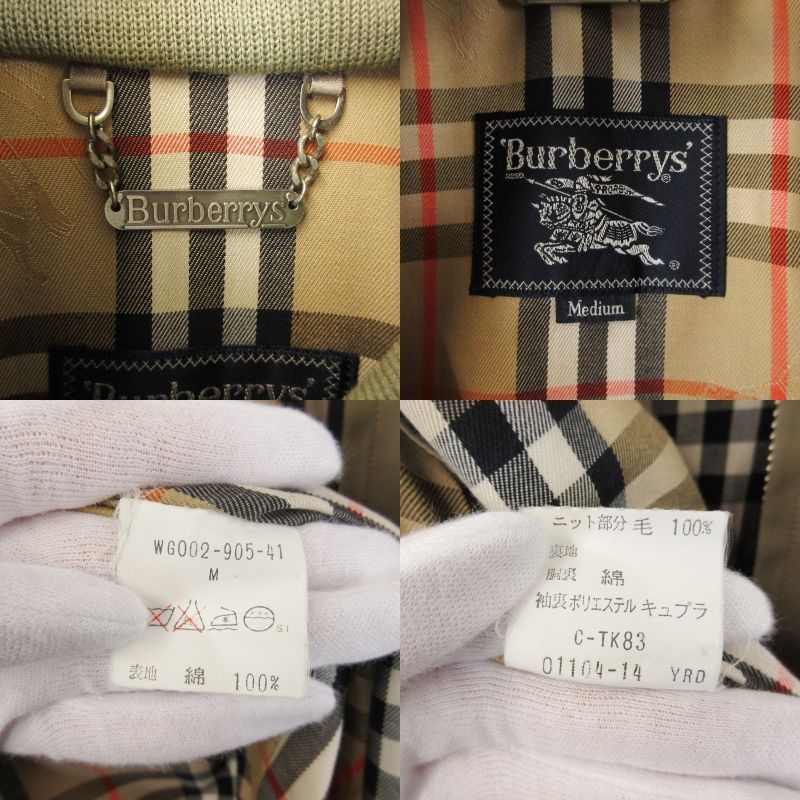 Burberrys
'Burberrys'
'Burberrys'
REGD.
PRORSUM
®
Medium
WG002-905-41
M
SI
表地 綿 100%
ニット部分 毛 100%
裏地
胴裏 綿
袖裏 ポリエステル キュプラ
C-TK83
01104-14 YRD